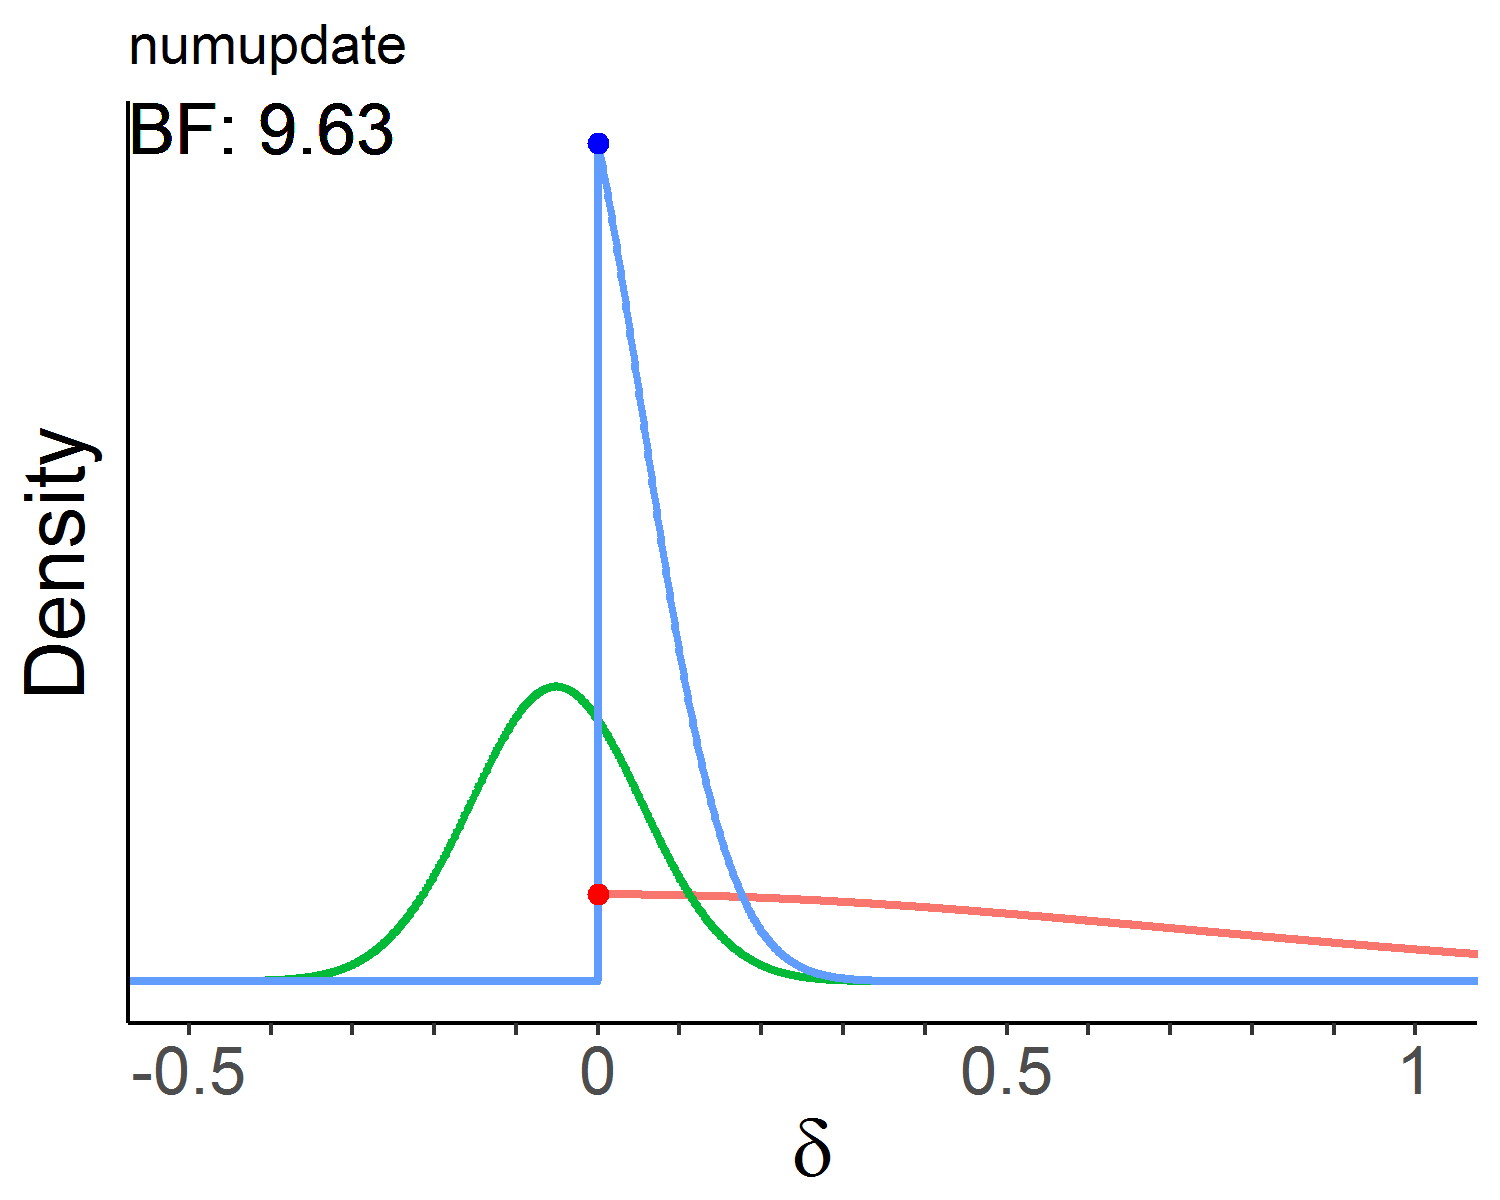 numupdate
BF: 9.63
Density
-0.5 0 0.5 1
δ